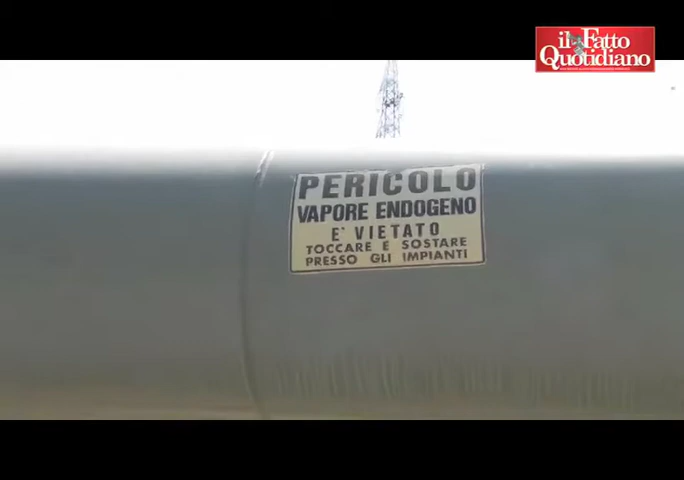 il Fatto
Quotidiano
PERICOLO
VAPORE ENDOGENO
E' VIETATO
TOCCARE E SOSTARE
PRESSO GLI IMPIANTI